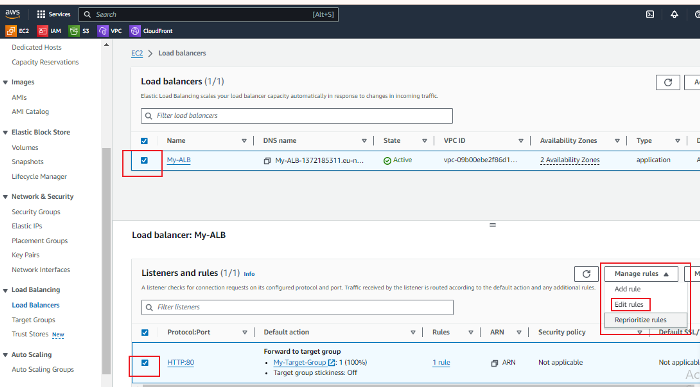 aws
Services
Search
[Alt+S]
EC2
IAM
S3
VPC
CloudFront
Dedicated Hosts
Capacity Reservations
Images
AMIs
AMI Catalog
Elastic Block Store
Volumes
Snapshots
Lifecycle Manager
Network & Security
Security Groups
Elastic IPs
Placement Groups
Key Pairs
Network Interfaces
Load Balancing
Load Balancers
Target Groups
Trust Stores New
Auto Scaling
Auto Scaling Groups
EC2 > Load balancers
Load balancers (1/1)
Elastic Load Balancing scales your load balancer capacity automatically in response to changes in incoming traffic.
Filter load balancers
Name DNS name State VPC ID Availability Zones Type
My-ALB My-ALB-1372185311.eu-n... Active vpc-09b00ebe2f86d1... 2 Availability Zones application
Load balancer: My-ALB
Listeners and rules (1/1) Info
Manage rules
A listener checks for connection requests on its configured protocol and port. Traffic received by the listener is routed according to the default action and any additional rules.
Add rule
Edit rules
Reprioritize rules
Filter listeners
Protocol:Port Default action Rules ARN Security policy Default SSL/
HTTP:80
Forward to target group
My-Target-Group : 1 (100%)
Target group stickiness: Off
1 rule
ARN
Not applicable
Not applicable